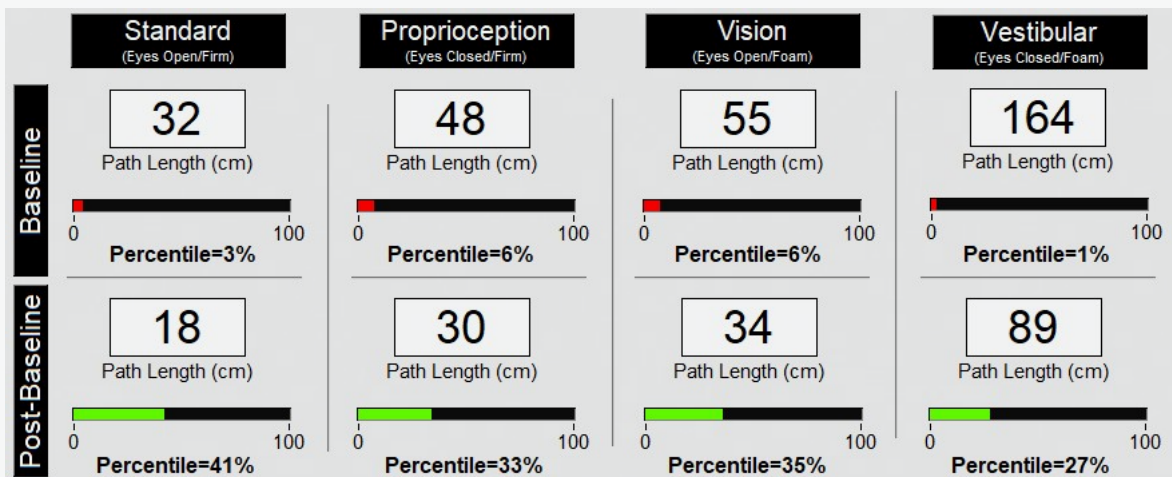 Standard
(Eyes Open/Firm)
Proprioception
(Eyes Closed/Firm)
Vision
(Eyes Open/Foam)
Vestibular
(Eyes Closed/Foam)
Baseline
32
Path Length (cm)
0 100
Percentile=3%
48
Path Length (cm)
0 100
Percentile=6%
55
Path Length (cm)
0 100
Percentile=6%
164
Path Length (cm)
0 100
Percentile=1%
Post-Baseline
18
Path Length (cm)
0 100
Percentile=41%
30
Path Length (cm)
0 100
Percentile=33%
34
Path Length (cm)
0 100
Percentile=35%
89
Path Length (cm)
0 100
Percentile=27%